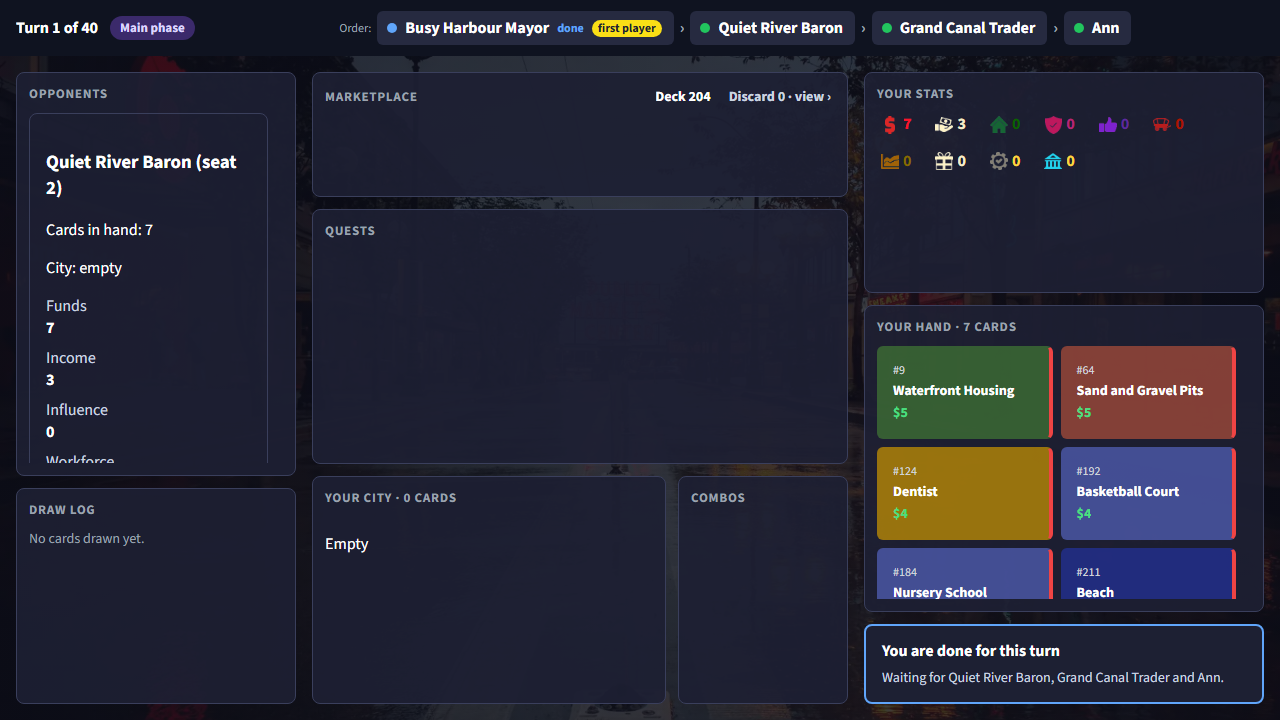 Turn 1 of 40 Main phase Order: Busy Harbour Mayor done first player › Quiet River Baron › Grand Canal Trader › Ann
OPPONENTS
Quiet River Baron (seat
2)
Cards in hand: 7
City: empty
Funds
7
Income
3
Influence
0
Workforce
DRAW LOG
No cards drawn yet.
MARKETPLACE Deck 204 Discard 0 · view ›
QUESTS
YOUR CITY · 0 CARDS
Empty
COMBOS
YOUR STATS
7 3 0 0 0 0
0 0 0 0
YOUR HAND · 7 CARDS
#9
Waterfront Housing
$5
#64
Sand and Gravel Pits
$5
#124
Dentist
$4
#192
Basketball Court
$4
#184
Nursery School
#211
Beach
You are done for this turn
Waiting for Quiet River Baron, Grand Canal Trader and Ann.